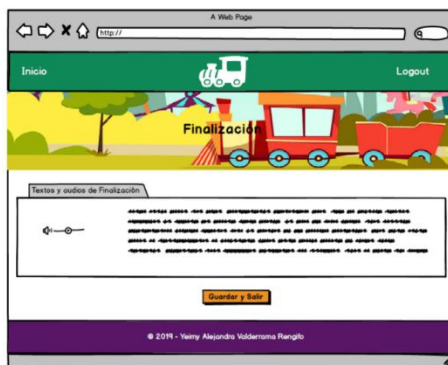 A Web Page
http://
Inicio
Logout
Finalización
Textos y audios de Finalización
Guardar y Salir
© 2019 - Yeimy Alejandra Valderrama Rengifo